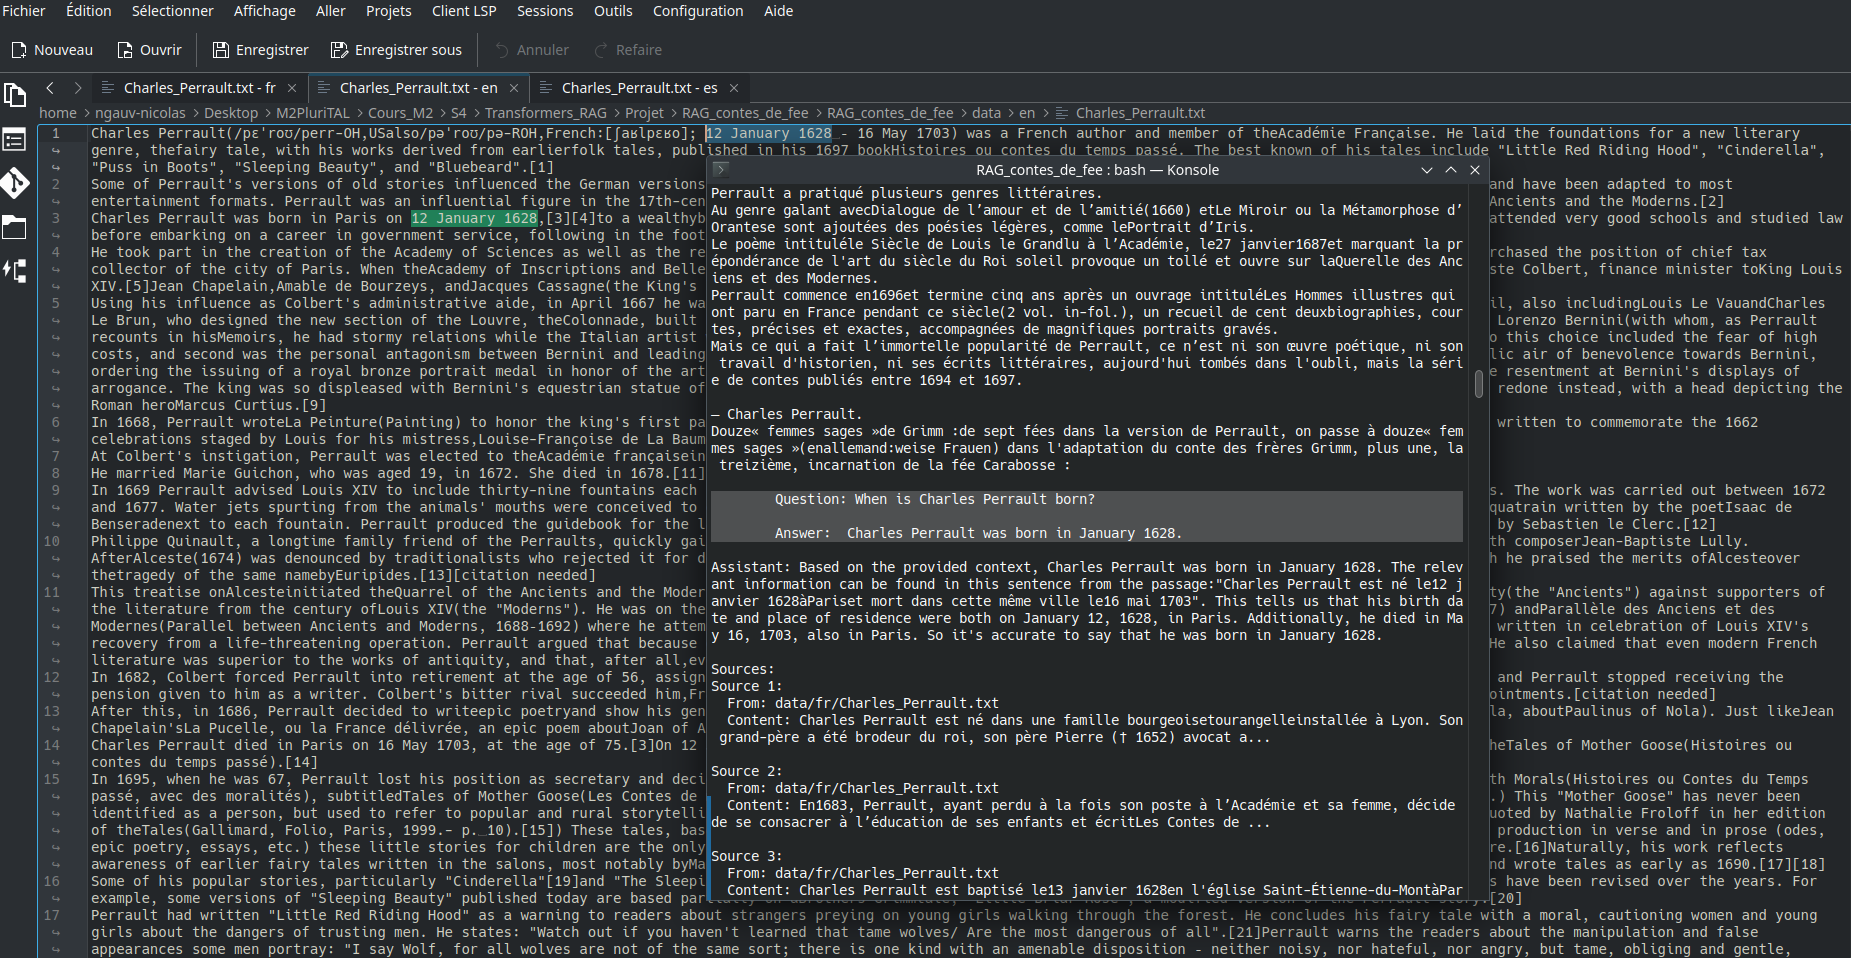 Fichier Édition Sélectionner Affichage Aller Projets Client LSP Sessions Outils Configuration Aide
Nouveau Ouvrir Enregistrer Enregistrer sous Annuler Refaire
Charles_Perrault.txt - fr Charles_Perrault.txt - en Charles_Perrault.txt - es
home > ngauv-nicolas > Desktop > M2PluriTAL > Cours_M2 > S4 > Transformers_RAG > Projet > RAG_contes_de_fee > RAG_contes_de_fee > data > en > Charles_Perrault.txt
1 Charles Perrault(/pɛˈroʊ/perr-OH,USalso/pəˈroʊ/pə-ROH,French:[ʃaʁlpɛʁo]; 12 January 1628 - 16 May 1703) was a French author and member of theAcadémie Française. He laid the foundations for a new literary
genre, thefairy tale, with his works derived from earlierfolk tales, published in his 1697 bookHistoires ou contes du temps passé. The best known of his tales include "Little Red Riding Hood", "Cinderella",
"Puss in Boots", "Sleeping Beauty", and "Bluebeard".[1]
2 Some of Perrault's versions of old stories influenced the German versions
and have been adapted to most
entertainment formats. Perrault was an influential figure in the 17th-cen
Ancients and the Moderns.[2]
3 Charles Perrault was born in Paris on 12 January 1628,[3][4]to a wealthyb
attended very good schools and studied law
before embarking on a career in government service, following in the foot
4 He took part in the creation of the Academy of Sciences as well as the re
rchased the position of chief tax
collector of the city of Paris. When theAcademy of Inscriptions and Belle
ste Colbert, finance minister toKing Louis
XIV.[5]Jean Chapelain,Amable de Bourzeys, andJacques Cassagne(the King's
5 Using his influence as Colbert's administrative aide, in April 1667 he wa
il, also includingLouis Le VauandCharles
Le Brun, who designed the new section of the Louvre, theColonnade, built
Lorenzo Bernini(with whom, as Perrault
recounts in hisMemoirs, he had stormy relations while the Italian artist
o this choice included the fear of high
costs, and second was the personal antagonism between Bernini and leading
lic air of benevolence towards Bernini,
ordering the issuing of a royal bronze portrait medal in honor of the art
e resentment at Bernini's displays of
arrogance. The king was so displeased with Bernini's equestrian statue of
redone instead, with a head depicting the
Roman heroMarcus Curtius.[9]
6 In 1668, Perrault wroteLa Peinture(Painting) to honor the king's first pa
written to commemorate the 1662
celebrations staged by Louis for his mistress,Louise-Françoise de La Baum
7 At Colbert's instigation, Perrault was elected to theAcadémie françaisein
8 He married Marie Guichon, who was aged 19, in 1672. She died in 1678.[11]
9 In 1669 Perrault advised Louis XIV to include thirty-nine fountains each
s. The work was carried out between 1672
and 1677. Water jets spurting from the animals' mouths were conceived to
quatrain written by the poetIsaac de
Benseradenext to each fountain. Perrault produced the guidebook for the l
by Sebastien le Clerc.[12]
10 Philippe Quinault, a longtime family friend of the Perraults, quickly gai
th composerJean-Baptiste Lully.
AfterAlceste(1674) was denounced by traditionalists who rejected it for d
h he praised the merits ofAlcesteover
thetragedy of the same namebyEuripides.[13][citation needed]
11 This treatise onAlcesteinitiated theQuarrel of the Ancients and the Moder
ty(the "Ancients") against supporters of
the literature from the century ofLouis XIV(the "Moderns"). He was on the
7) andParallèle des Anciens et des
Modernes(Parallel between Ancients and Moderns, 1688-1692) where he attem
written in celebration of Louis XIV's
recovery from a life-threatening operation. Perrault argued that because
He also claimed that even modern French
literature was superior to the works of antiquity, and that, after all,ev
12 In 1682, Colbert forced Perrault into retirement at the age of 56, assign
and Perrault stopped receiving the
pension given to him as a writer. Colbert's bitter rival succeeded him,Fr
ointments.[citation needed]
13 After this, in 1686, Perrault decided to writeepic poetryand show his gen
la, aboutPaulinus of Nola). Just likeJean
Chapelain'sLa Pucelle, ou la France délivrée, an epic poem aboutJoan of A
14 Charles Perrault died in Paris on 16 May 1703, at the age of 75.[3]On 12
heTales of Mother Goose(Histoires ou
contes du temps passé).[14]
15 In 1695, when he was 67, Perrault lost his position as secretary and deci
th Morals(Histoires ou Contes du Temps
passé, avec des moralités), subtitledTales of Mother Goose(Les Contes de
.) This "Mother Goose" has never been
identified as a person, but used to refer to popular and rural storytelli
uoted by Nathalie Froloff in her edition
of theTales(Gallimard, Folio, Paris, 1999.– p. 10).[15]) These tales, bas
production in verse and in prose (odes,
epic poetry, essays, etc.) these little stories for children are the only
re.[16]Naturally, his work reflects
awareness of earlier fairy tales written in the salons, most notably byMa
nd wrote tales as early as 1690.[17][18]
16 Some of his popular stories, particularly "Cinderella"[19]and "The Sleepi
s have been revised over the years. For
example, some versions of "Sleeping Beauty" published today are based par
[20]
17 Perrault had written "Little Red Riding Hood" as a warning to readers about strangers preying on young girls walking through the forest. He concludes his fairy tale with a moral, cautioning women and young
girls about the dangers of trusting men. He states: "Watch out if you haven't learned that tame wolves/ Are the most dangerous of all".[21]Perrault warns the readers about the manipulation and false
appearances some men portray: "I say Wolf, for all wolves are not of the same sort; there is one kind with an amenable disposition - neither noisy, nor hateful, nor angry, but tame, obliging and gentle,
RAG_contes_de_fee : bash — Konsole
Perrault a pratiqué plusieurs genres littéraires.
Au genre galant avecDialogue de l'amour et de l'amitié(1660) etLe Miroir ou la Métamorphose d'
Orantese sont ajoutées des poésies légères, comme lePortrait d'Iris.
Le poème intituléle Siècle de Louis le Grandlu à l'Académie, le27 janvier1687et marquant la pr
épondérance de l'art du siècle du Roi soleil provoque un tollé et ouvre sur laQuerelle des Anc
iens et des Modernes.
Perrault commence en1696et termine cinq ans après un ouvrage intituléLes Hommes illustres qui
ont paru en France pendant ce siècle(2 vol. in-fol.), un recueil de cent deuxbiographies, cour
tes, précises et exactes, accompagnées de magnifiques portraits gravés.
Mais ce qui a fait l'immortelle popularité de Perrault, ce n'est ni son œuvre poétique, ni son
travail d'historien, ni ses écrits littéraires, aujourd'hui tombés dans l'oubli, mais la séri
e de contes publiés entre 1694 et 1697.
— Charles Perrault.
Douze« femmes sages »de Grimm :de sept fées dans la version de Perrault, on passe à douze« fem
mes sages »(enallemand:weise Frauen) dans l'adaptation du conte des frères Grimm, plus une, la
treizième, incarnation de la fée Carabosse :
Question: When is Charles Perrault born?
Answer: Charles Perrault was born in January 1628.
Assistant: Based on the provided context, Charles Perrault was born in January 1628. The relev
ant information can be found in this sentence from the passage:"Charles Perrault est né le12 j
anvier 1628àPariset mort dans cette même ville le16 mai 1703". This tells us that his birth da
te and place of residence were both on January 12, 1628, in Paris. Additionally, he died in Ma
y 16, 1703, also in Paris. So it's accurate to say that he was born in January 1628.
Sources:
Source 1:
From: data/fr/Charles_Perrault.txt
Content: Charles Perrault est né dans une famille bourgeoisetourangelleinstallée à Lyon. Son
grand-père a été brodeur du roi, son père Pierre († 1652) avocat a...
Source 2:
From: data/fr/Charles_Perrault.txt
Content: En1683, Perrault, ayant perdu à la fois son poste à l'Académie et sa femme, décide
de se consacrer à l'éducation de ses enfants et écritLes Contes de ...
Source 3:
From: data/fr/Charles_Perrault.txt
Content: Charles Perrault est baptisé le13 janvier 1628en l'église Saint-Étienne-du-MontàPar